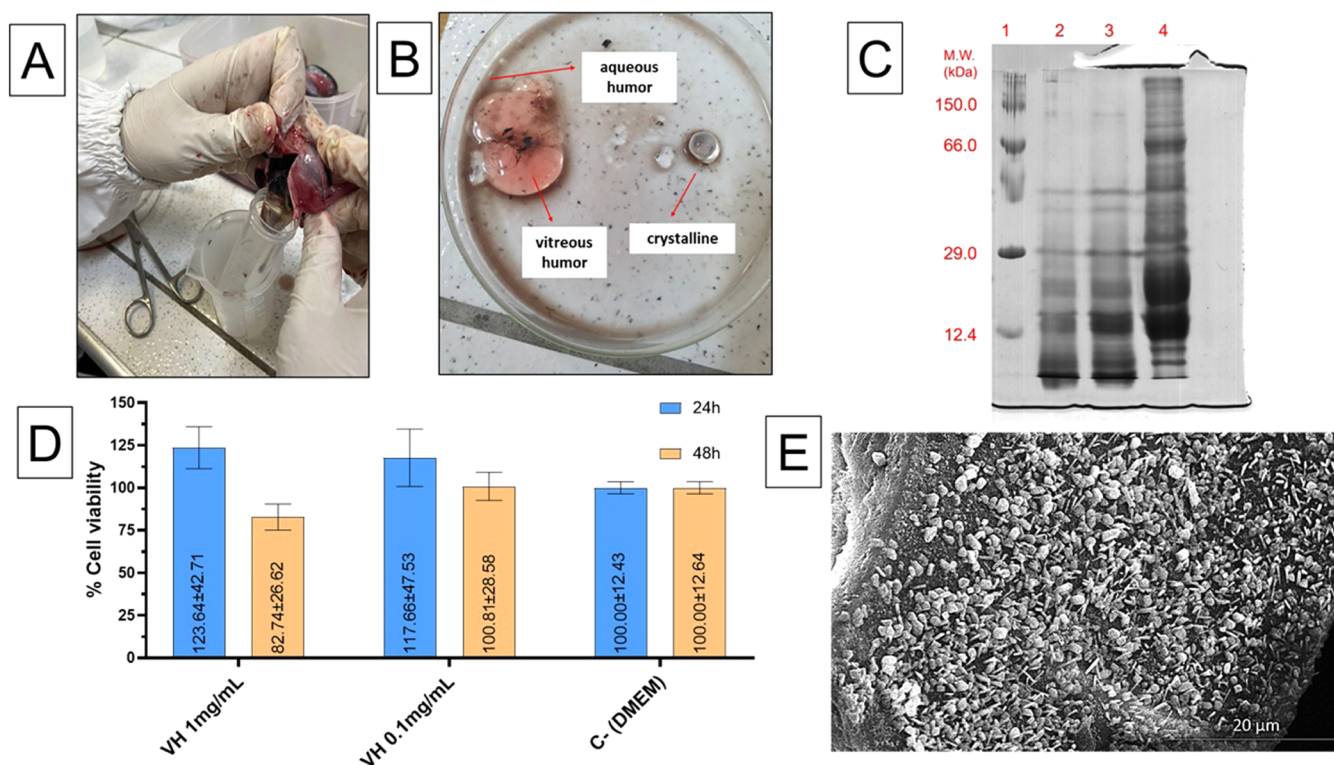 A
B
aqueous
humor
vitreous
humor
crystalline
C
1 2 3 4
M.W.
(kDa)
150.0
66.0
29.0
12.4
D
% Cell viability
150
125
100
75
50
25
0
24h
48h
123.64±42.71
82.74±26.62
117.66±47.53
100.81±28.58
100.00±12.43
100.00±12.64
VH 1mg/mL
VH 0.1mg/mL
C- (DMEM)
E
20 µm